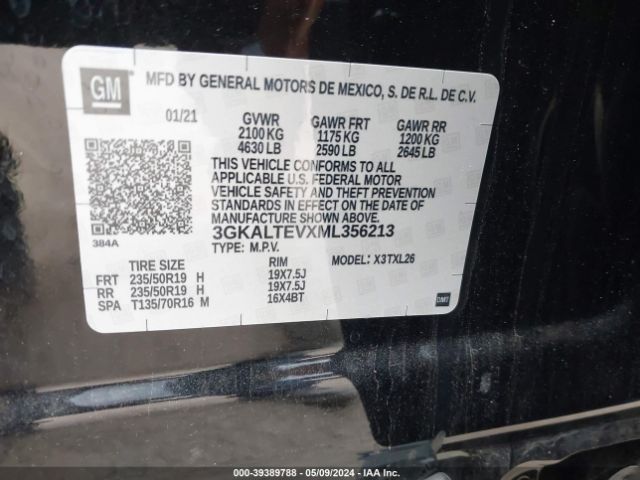 GM
MFD BY GENERAL MOTORS DE MEXICO, S. DE R.L. DE C.V.
01/21 GVWR GAWR FRT GAWR RR
2100 KG 1175 KG 1200 KG
4630 LB 2590 LB 2645 LB
THIS VEHICLE CONFORMS TO ALL
APPLICABLE U.S. FEDERAL MOTOR
VEHICLE SAFETY AND THEFT PREVENTION
STANDARDS IN EFFECT ON THE DATE OF
MANUFACTURE SHOWN ABOVE.
384A
3GKALTEVXML356213
TYPE: M.P.V.
TIRE SIZE RIM MODEL: X3TXL26
FRT 235/50R19 H 19X7.5J
RR 235/50R19 H 19X7.5J
SPA T135/70R16 M 16X4BT
GMT
000-39389788 - 05/09/2024 - IAA Inc.